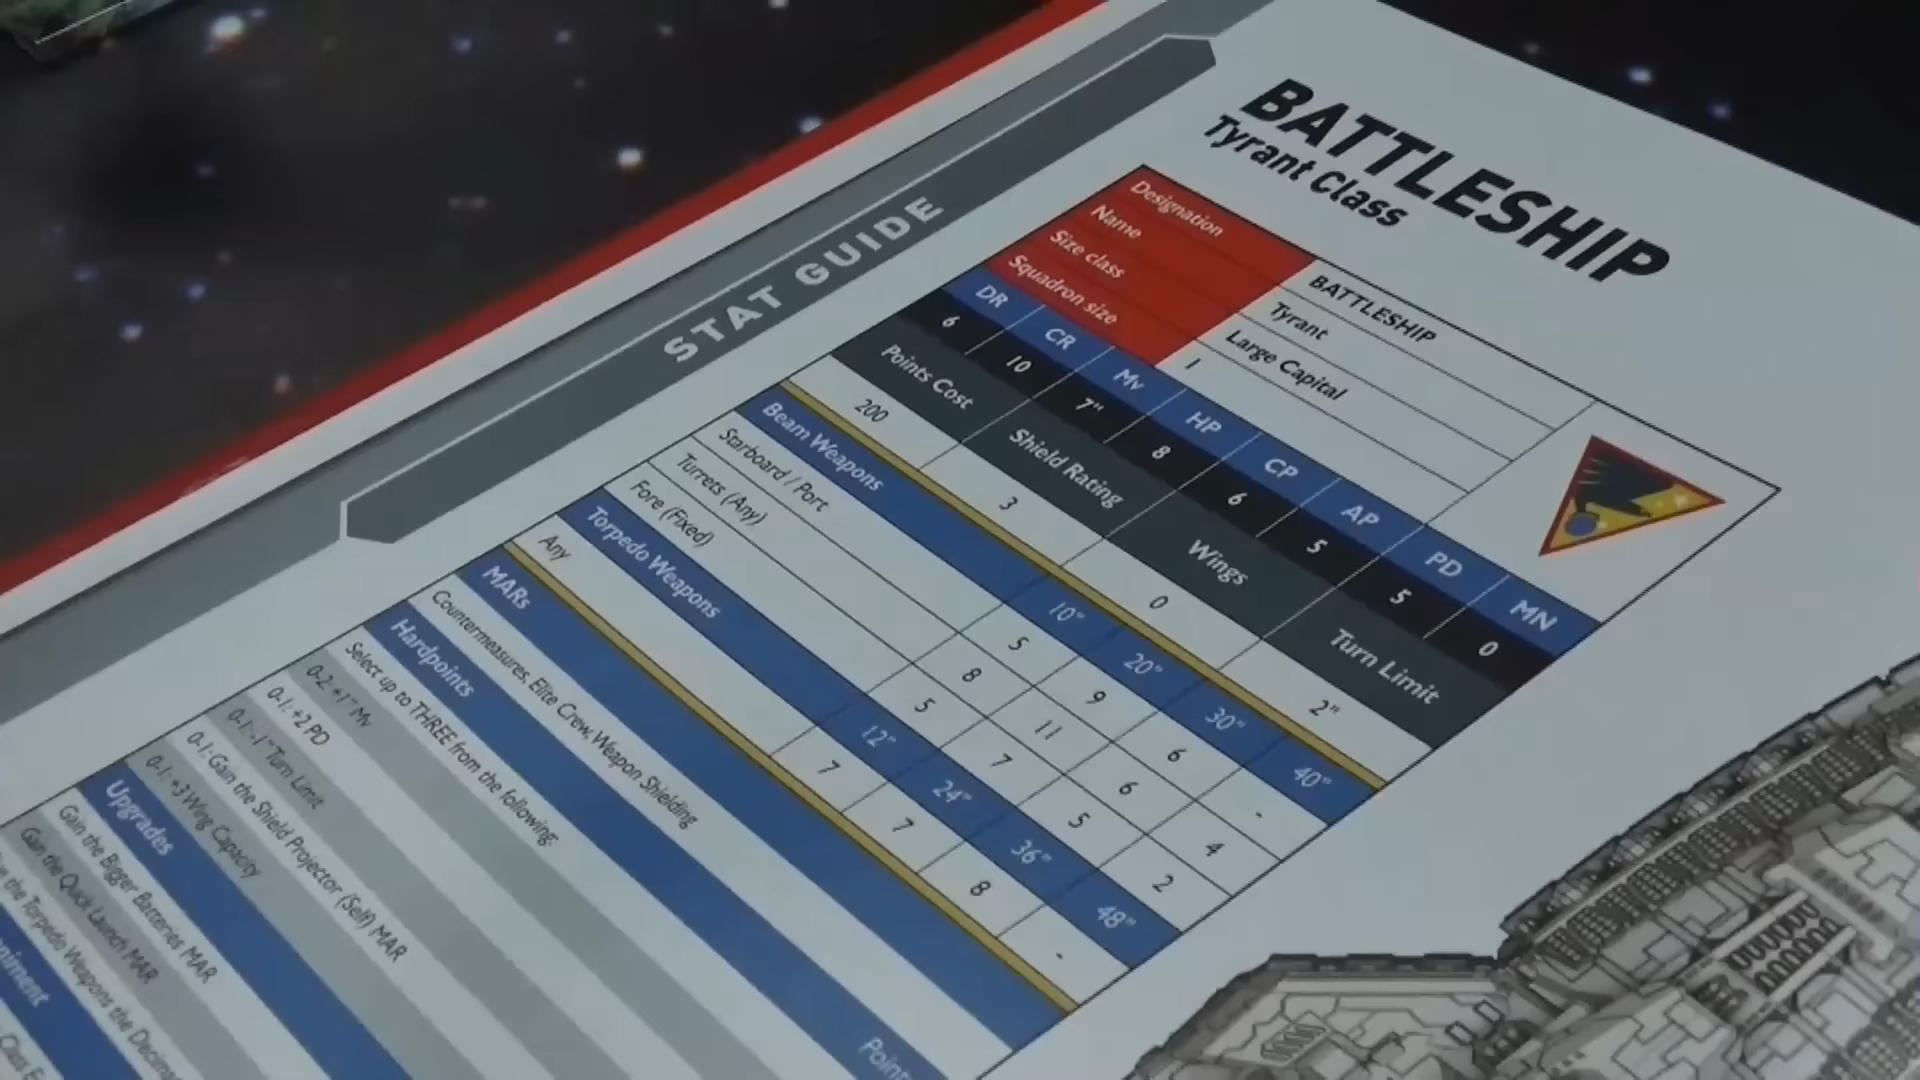 STAT GUIDE
BATTLESHIP
Tyrant Class
Designation BATTLESHIP
Name Tyrant
Size class Large Capital
Squadron size 1
DR CR Mv HP CP AP PD MN
6 10 7" 8 6 5 5 0
Points Cost Shield Rating Wings Turn Limit
200 3 0 2"
Beam Weapons 10" 20" 30" 40"
Starboard / Port 5 9 6 -
Turrets (Any) 8 11 6 4
Fore (Fixed) 5 7 5 2
Torpedo Weapons 12" 24" 36" 48"
Any 7 7 8 -
MARs
Countermeasures, Elite Crew, Weapon Shielding
Hardpoints
Select up to THREE from the following:
0-2: +1" Mv
0-1: +2 PD
0-1: -1" Turn Limit
0-1: Gain the Shield Projector (Self) MAR
0-1: +3 Wing Capacity
Upgrades
Gain the Bigger Batteries MAR
Gain the Quick Launch MAR
the Torpedo Weapons the